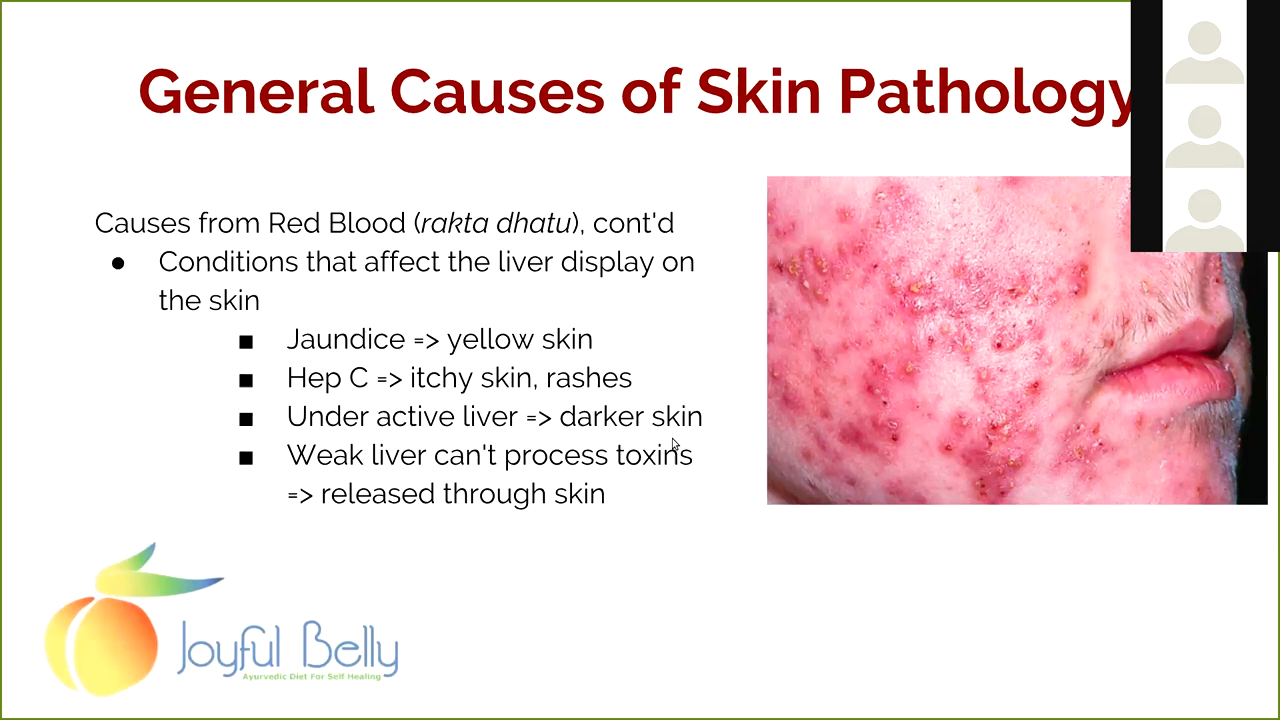 General Causes of Skin Pathology
Causes from Red Blood (rakta dhatu), cont'd
● Conditions that affect the liver display on
the skin
■ Jaundice => yellow skin
■ Hep C => itchy skin, rashes
■ Under active liver => darker skin
■ Weak liver can't process toxins
=> released through skin
Joyful Belly
Ayurvedic Diet For Self Healing